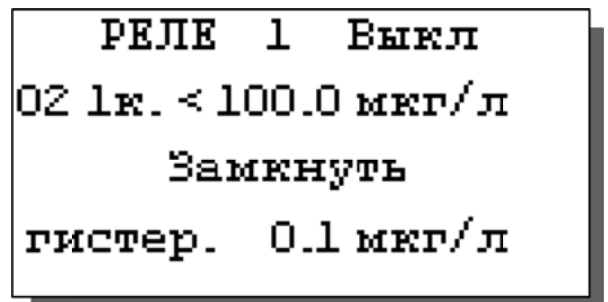 РЕЛЕ 1 Выкл
О2 1к. < 100.0 мкг/л
Замкнуть
гистер. 0.1 мкг/л